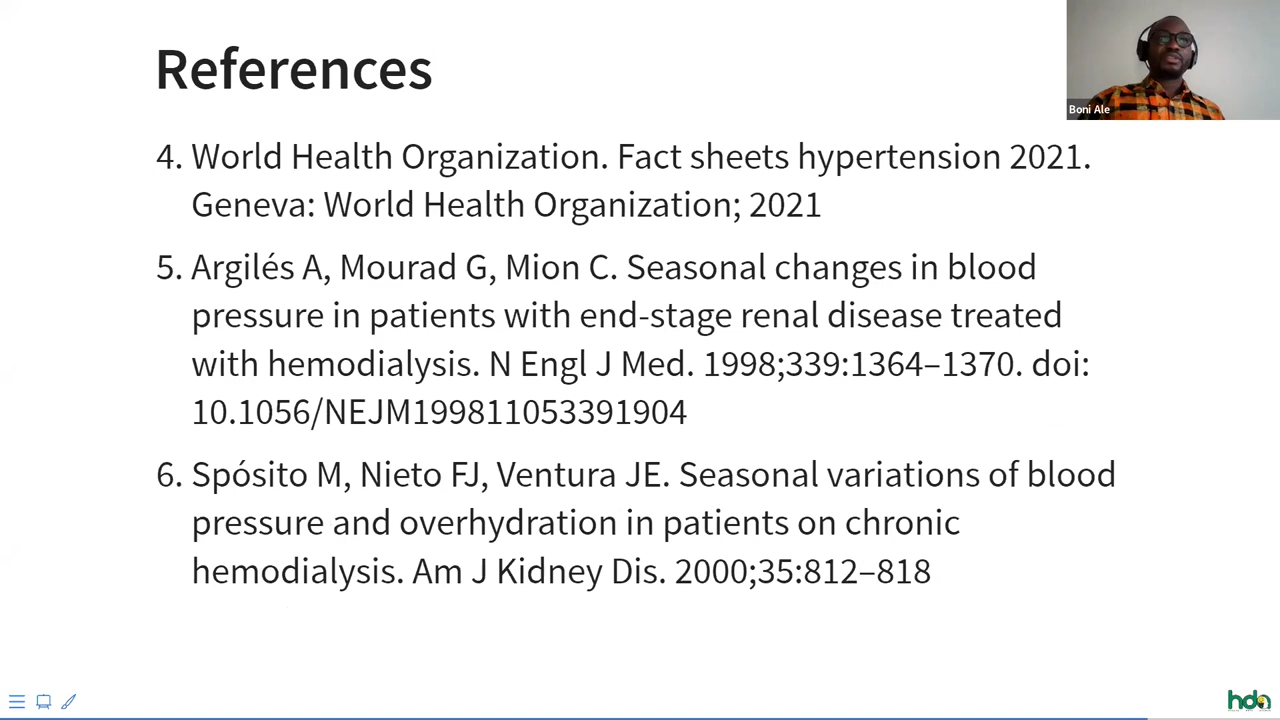 References
Boni Ale
4. World Health Organization. Fact sheets hypertension 2021.
Geneva: World Health Organization; 2021
5. Argilés A, Mourad G, Mion C. Seasonal changes in blood
pressure in patients with end-stage renal disease treated
with hemodialysis. N Engl J Med. 1998;339:1364–1370. doi:
10.1056/NEJM199811053391904
6. Spósito M, Nieto FJ, Ventura JE. Seasonal variations of blood
pressure and overhydration in patients on chronic
hemodialysis. Am J Kidney Dis. 2000;35:812–818
hda